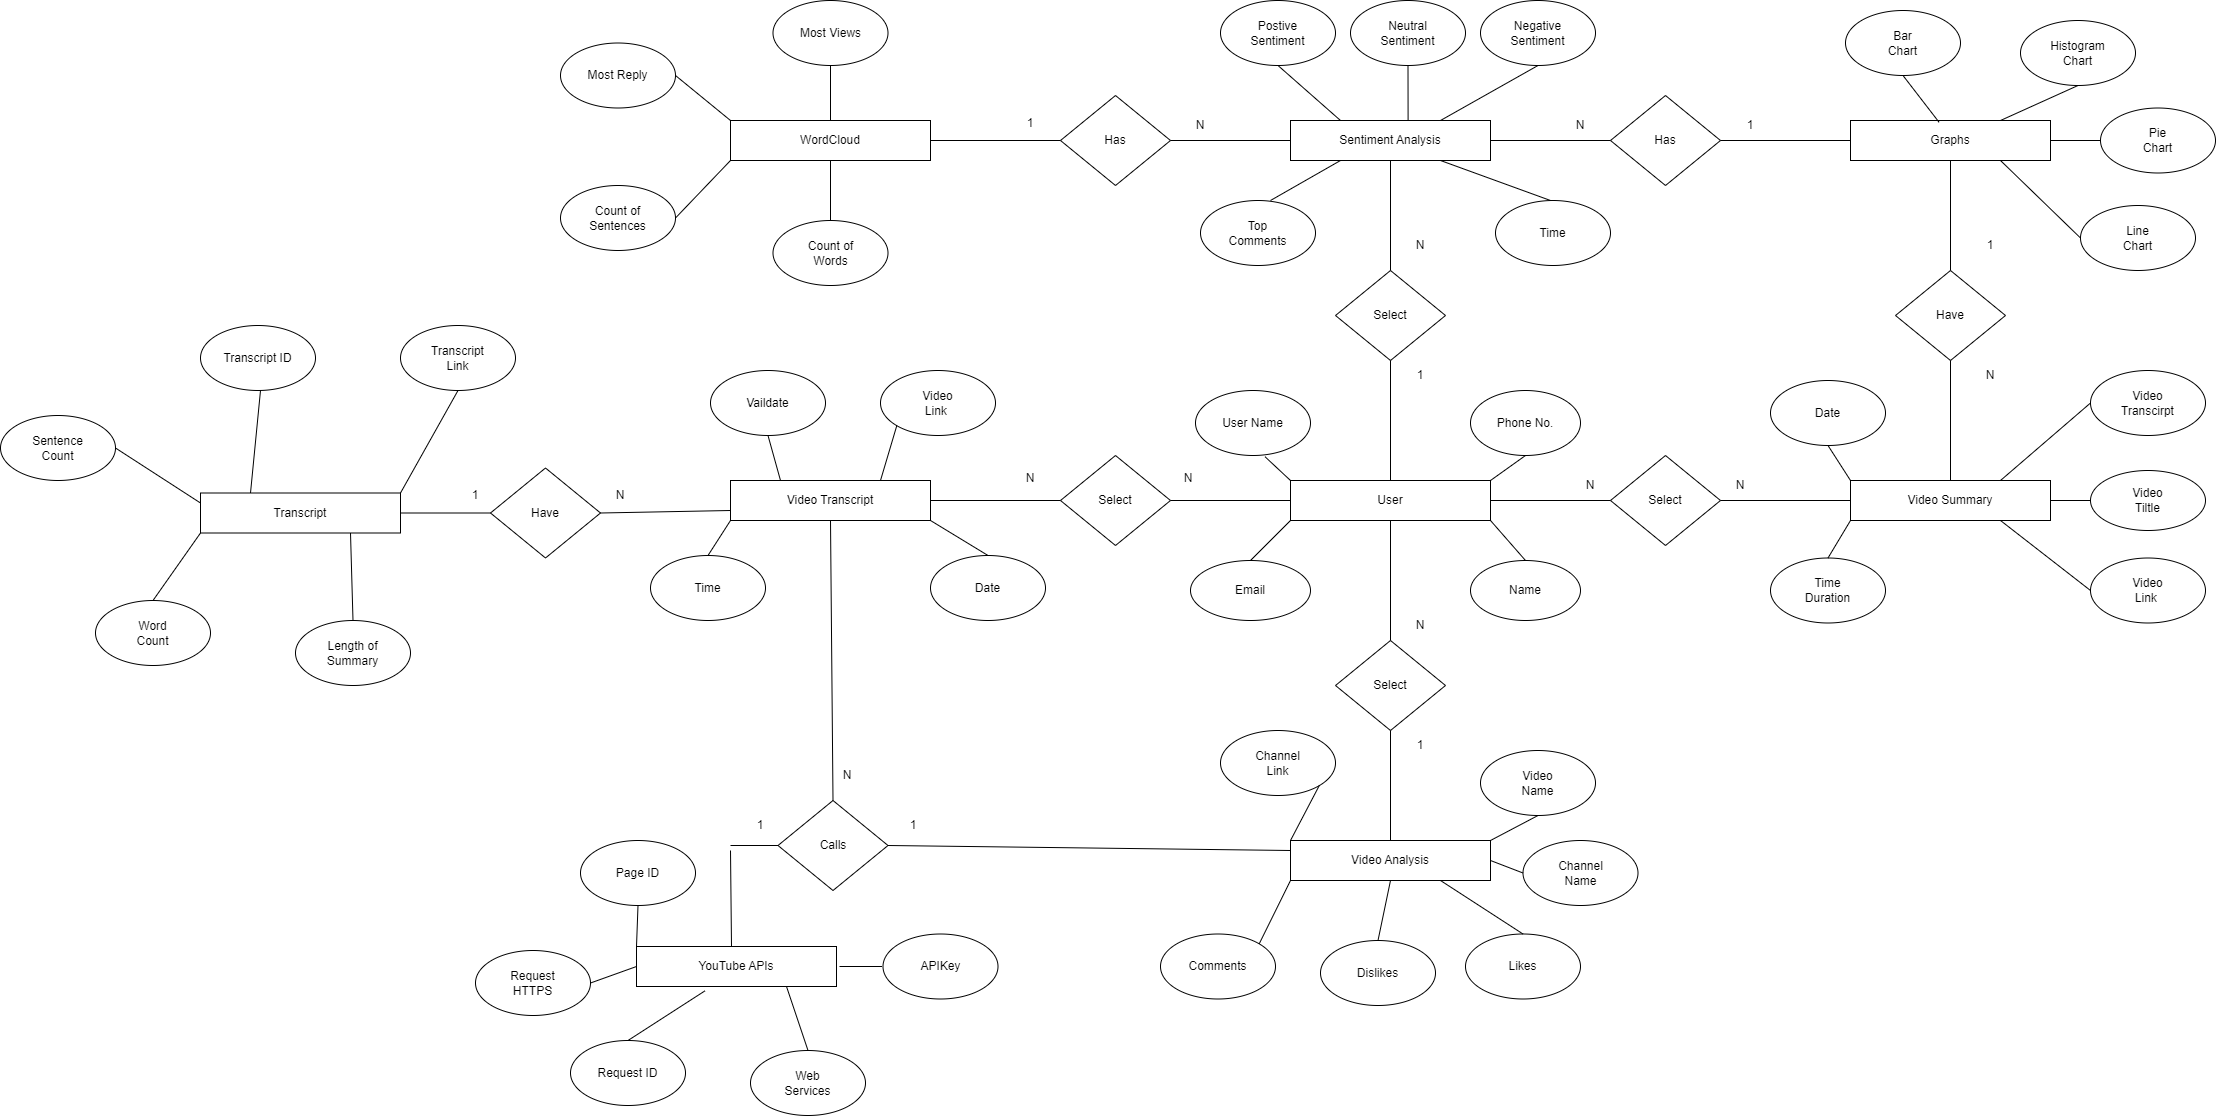 Most Views
Postive
Sentiment
Neutral
Sentiment
Negative
Sentiment
Bar
Chart
Histogram
Chart
Most Reply
WordCloud
1
Has
N
Sentiment Analysis
N
Has
1
Graphs
Pie
Chart
Count of
Sentences
Count of
Words
Top
Comments
N
Time
1
Line
Chart
Select
Have
Transcript ID
Transcript
Link
Vaildate
Video
Link
1
N
User Name
Phone No.
Date
Video
Transcirpt
Sentence
Count
Transcript
1
Have
N
Video Transcript
N
Select
N
User
N
Select
N
Video Summary
Video
Tiltle
Time
Date
Email
Name
Time
Duration
Video
Link
Word
Count
Length of
Summary
N
Select
1
Channel
Link
Video
Name
N
1
Calls
1
Video Analysis
Channel
Name
Page ID
Request
HTTPS
YouTube APIs
APIKey
Comments
Dislikes
Likes
Request ID
Web
Services